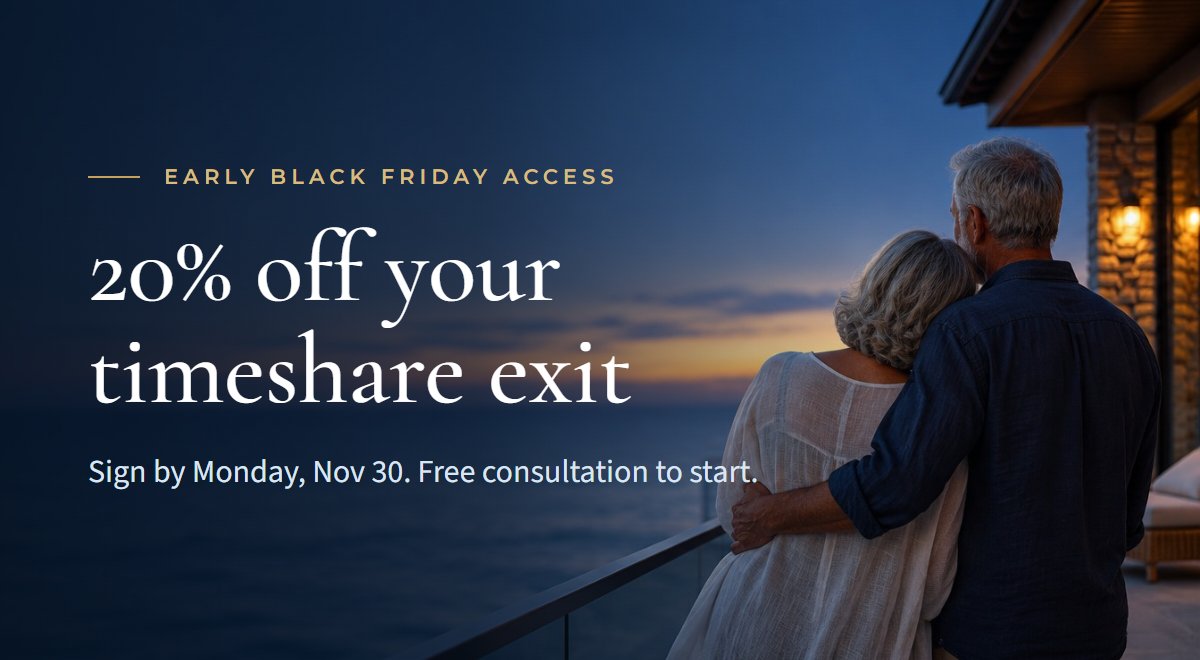 EARLY BLACK FRIDAY ACCESS
20% off your
timeshare exit
Sign by Monday, Nov 30. Free consultation to start.